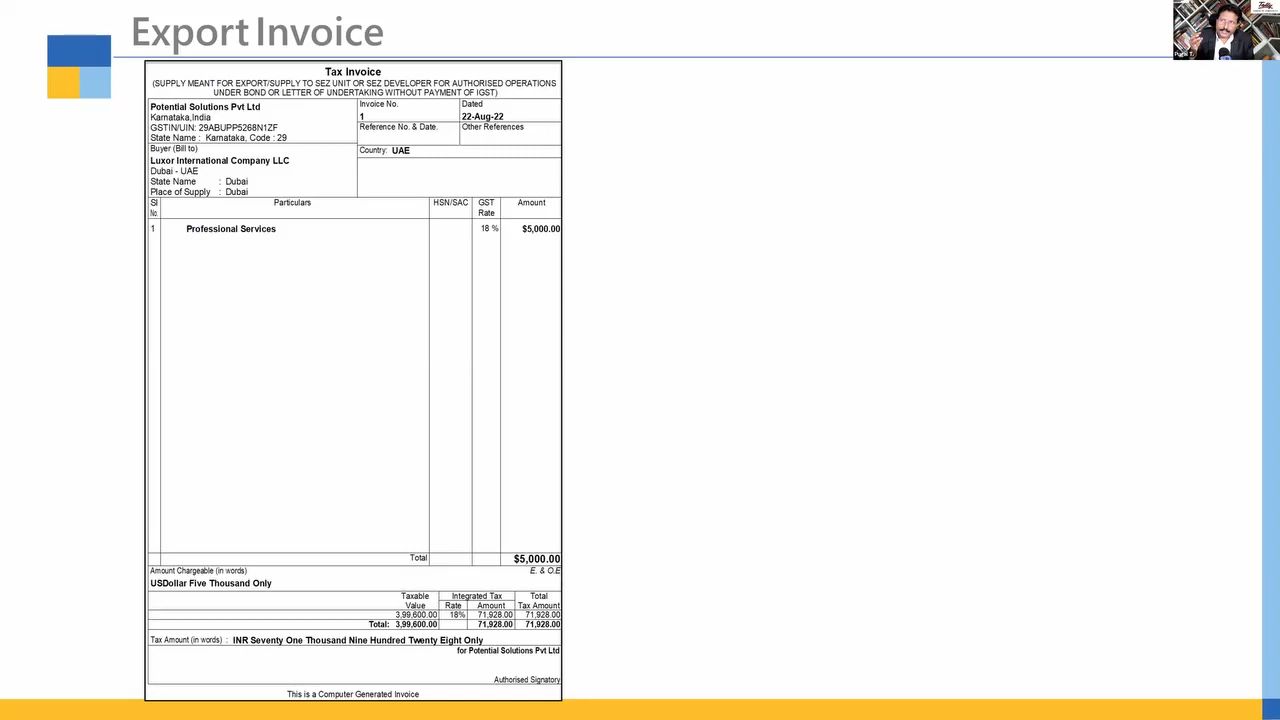 Export Invoice
Tax Invoice
(SUPPLY MEANT FOR EXPORT/SUPPLY TO SEZ UNIT OR SEZ DEVELOPER FOR AUTHORISED OPERATIONS
UNDER BOND OR LETTER OF UNDERTAKING WITHOUT PAYMENT OF IGST)
Potential Solutions Pvt Ltd
Karnataka,India
GSTIN/UIN: 29ABUPP5268N1ZF
State Name : Karnataka, Code : 29
Invoice No. Dated
1 22-Aug-22
Reference No. & Date. Other References
Buyer (Bill to)
Luxor International Company LLC
Dubai - UAE
State Name : Dubai
Place of Supply : Dubai
Country: UAE
Sl Particulars HSN/SAC GST Amount
No. Rate
1 Professional Services 18 % $5,000.00
Total $5,000.00
Amount Chargeable (in words) E. & O.E
USDollar Five Thousand Only
Taxable Integrated Tax Total
Value Rate Amount Tax Amount
3,99,600.00 18% 71,928.00 71,928.00
Total: 3,99,600.00 71,928.00 71,928.00
Tax Amount (in words) : INR Seventy One Thousand Nine Hundred Twenty Eight Only
for Potential Solutions Pvt Ltd
Authorised Signatory
This is a Computer Generated Invoice
Tally